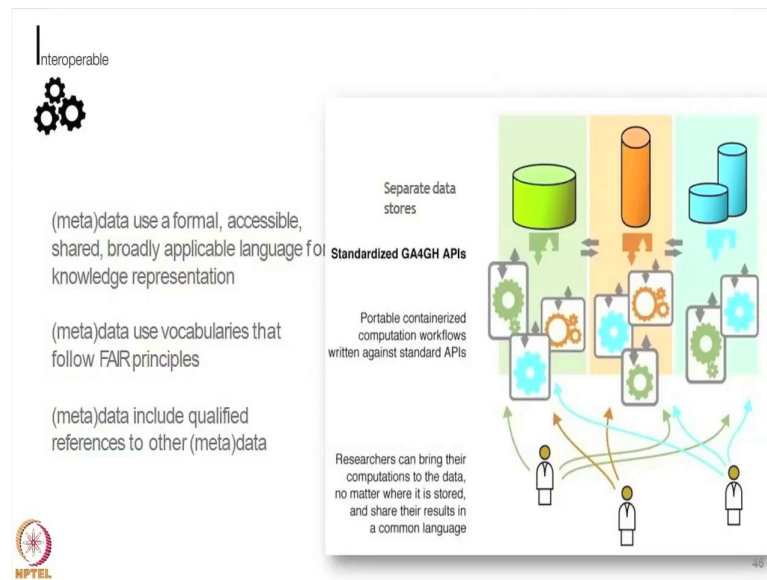 Interoperable
(meta)data use a formal, accessible,
shared, broadly applicable language for
knowledge representation
(meta)data use vocabularies that
follow FAIR principles
(meta)data include qualified
references to other (meta)data
Separate data
stores
Standardized GA4GH APIs
Portable containerized
computation workflows
written against standard APIs
Researchers can bring their
computations to the data,
no matter where it is stored,
and share their results in
a common language
NPTEL
46